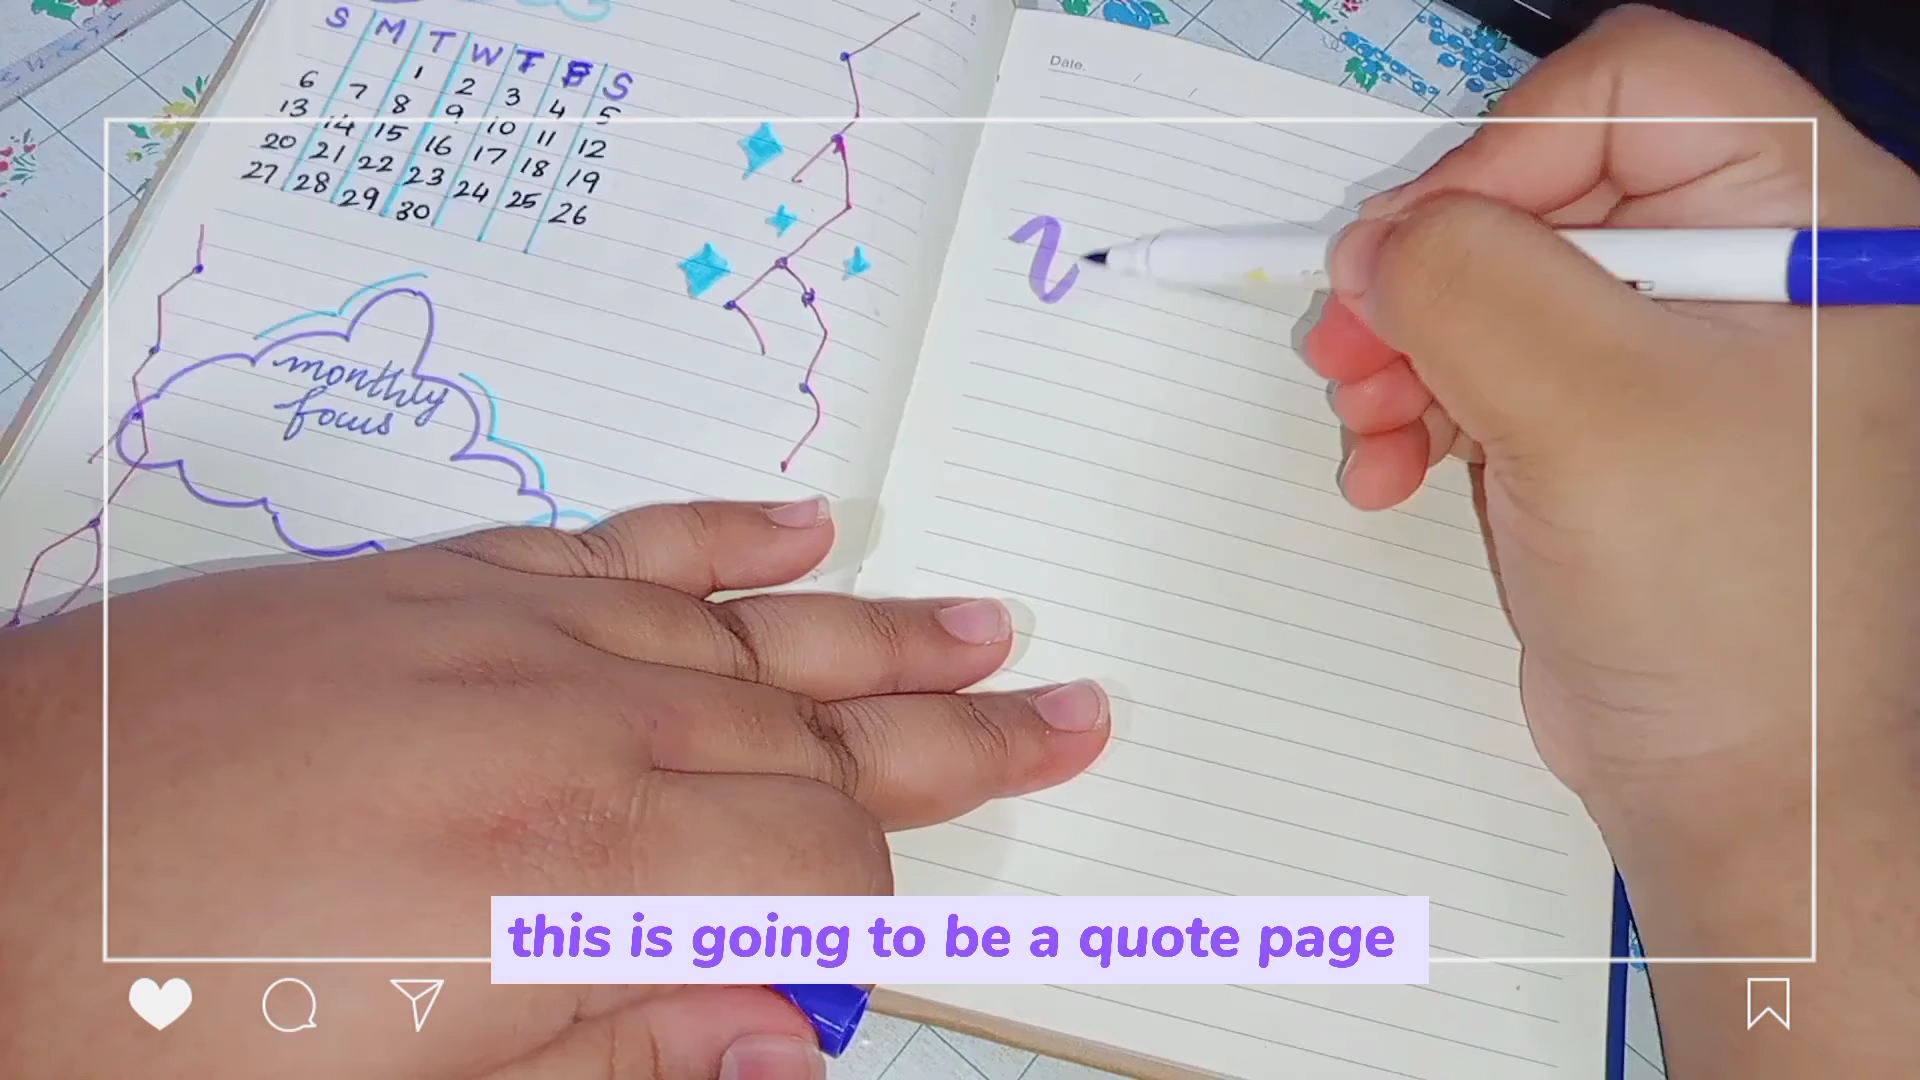 S M T W T F S
1 2 3 4 5
6 7 8 9 10 11 12
13 14 15 16 17 18 19
20 21 22 23 24 25 26
27 28 29 30
monthly
focus
Date.
this is going to be a quote page